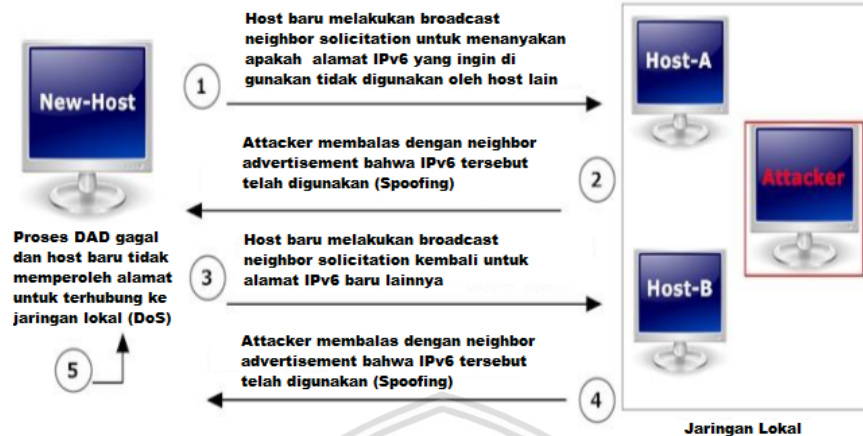 Host baru melakukan broadcast
neighbor solicitation untuk menanyakan
apakah alamat IPv6 yang ingin di
gunakan tidak digunakan oleh host lain
1
New-Host
Host-A
Attacker membalas dengan neighbor
advertisement bahwa IPv6 tersebut
telah digunakan (Spoofing)
2
Attacker
Proses DAD gagal
dan host baru tidak
memperoleh alamat
untuk terhubung ke
jaringan lokal (DoS)
3
Host baru melakukan broadcast
neighbor solicitation kembali untuk
alamat IPv6 baru lainnya
Host-B
Attacker membalas dengan neighbor
advertisement bahwa IPv6 tersebut
telah digunakan (Spoofing)
4
5
Jaringan Lokal